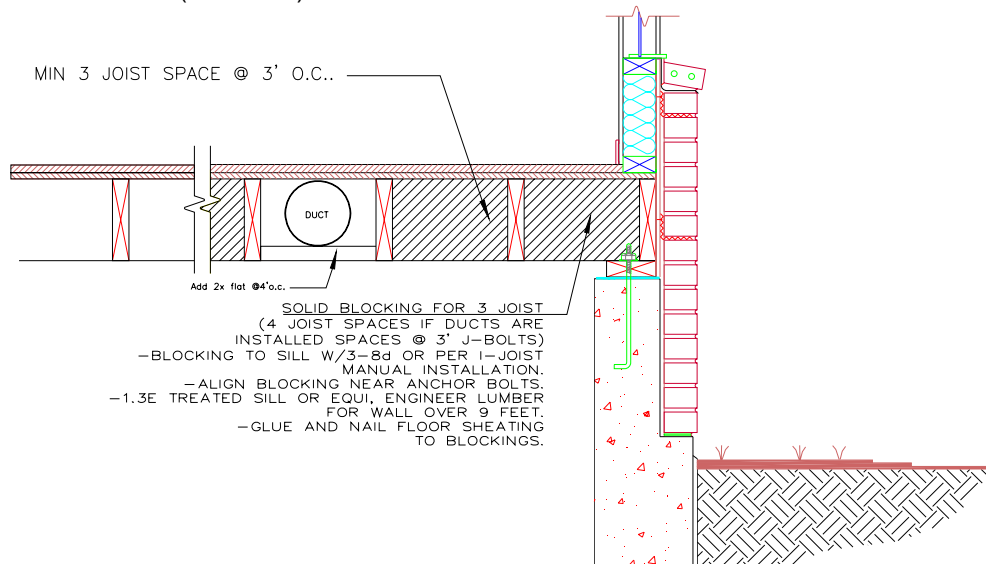 MIN 3 JOIST SPACE @ 3' O.C..
DUCT
Add 2x flat @4'o.c.
SOLID BLOCKING FOR 3 JOIST
(4 JOIST SPACES IF DUCTS ARE
INSTALLED SPACES @ 3' J-BOLTS)
-BLOCKING TO SILL W/3-8d OR PER I-JOIST
MANUAL INSTALLATION.
-ALIGN BLOCKING NEAR ANCHOR BOLTS.
-1.3E TREATED SILL OR EQUI, ENGINEER LUMBER
FOR WALL OVER 9 FEET.
-GLUE AND NAIL FLOOR SHEATING
TO BLOCKINGS.